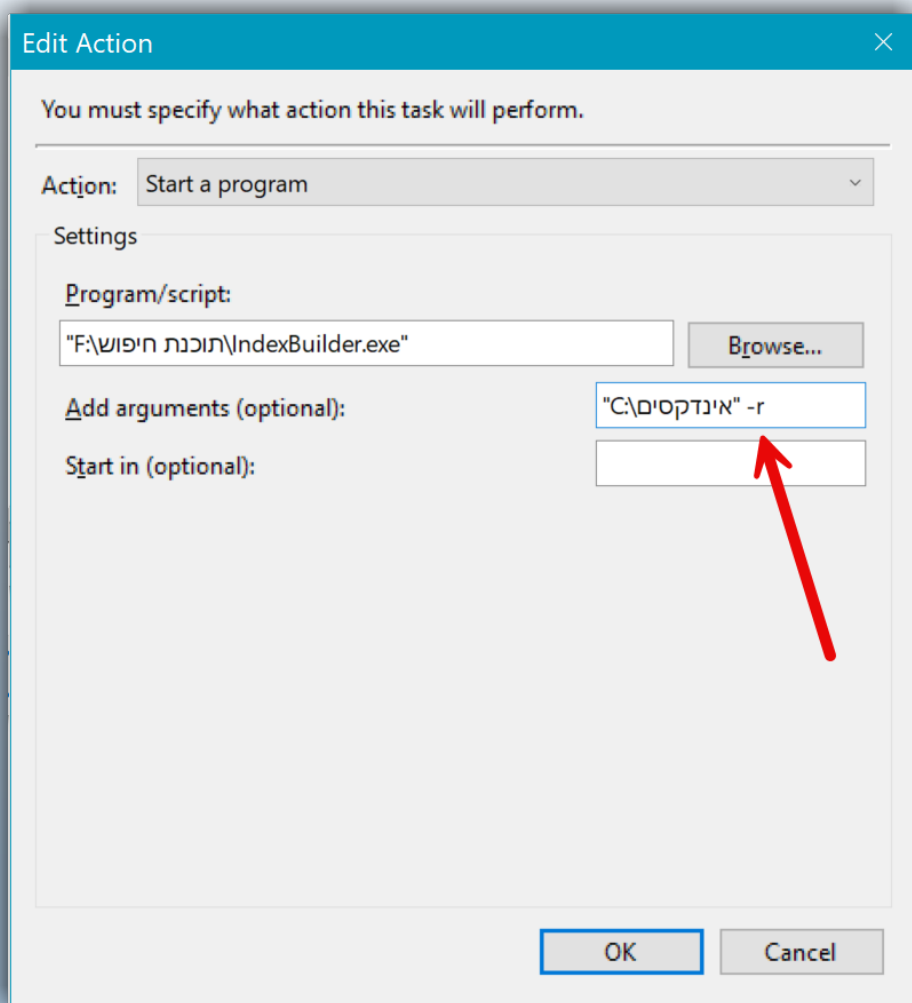 Edit Action
You must specify what action this task will perform.
Action: Start a program
Settings
Program/script:
"F:\תוכנת חיפוש\IndexBuilder.exe" Browse...
Add arguments (optional): "C:\אינדקסים" -r
Start in (optional):
OK Cancel